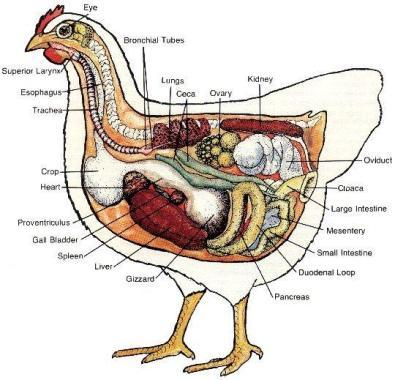 Eye
Bronchial Tubes
Lungs
Ceca
Ovary
Kidney
Superior Larynx
Esophagus
Trachea
Crop
Heart
Proventriculus
Gall Bladder
Spleen
Liver
Gizzard
Oviduct
Cloaca
Large Intestine
Mesentery
Small Intestine
Duodenal Loop
Pancreas